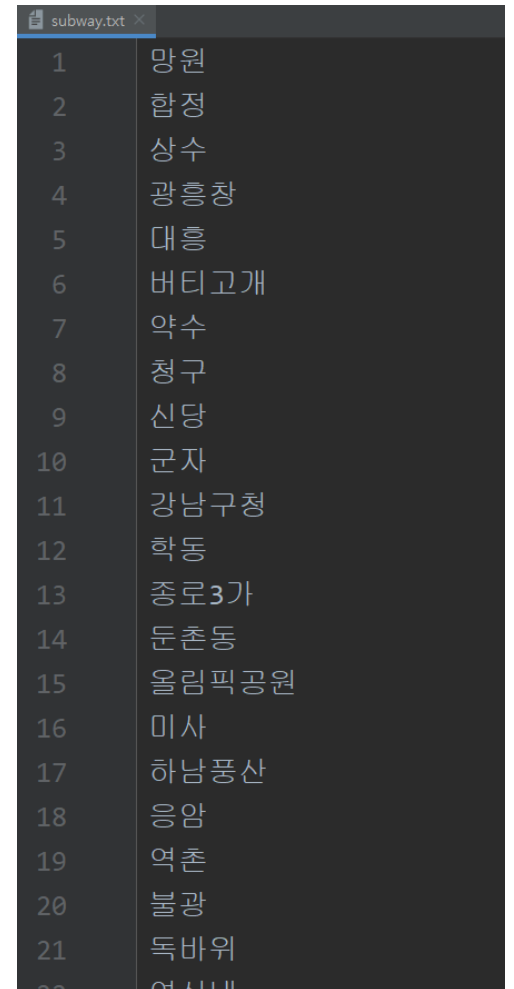 subway.txt
1 망원
2 합정
3 상수
4 광흥창
5 대흥
6 버티고개
7 약수
8 청구
9 신당
10 군자
11 강남구청
12 학동
13 종로3가
14 둔촌동
15 올림픽공원
16 미사
17 하남풍산
18 응암
19 역촌
20 불광
21 독바위